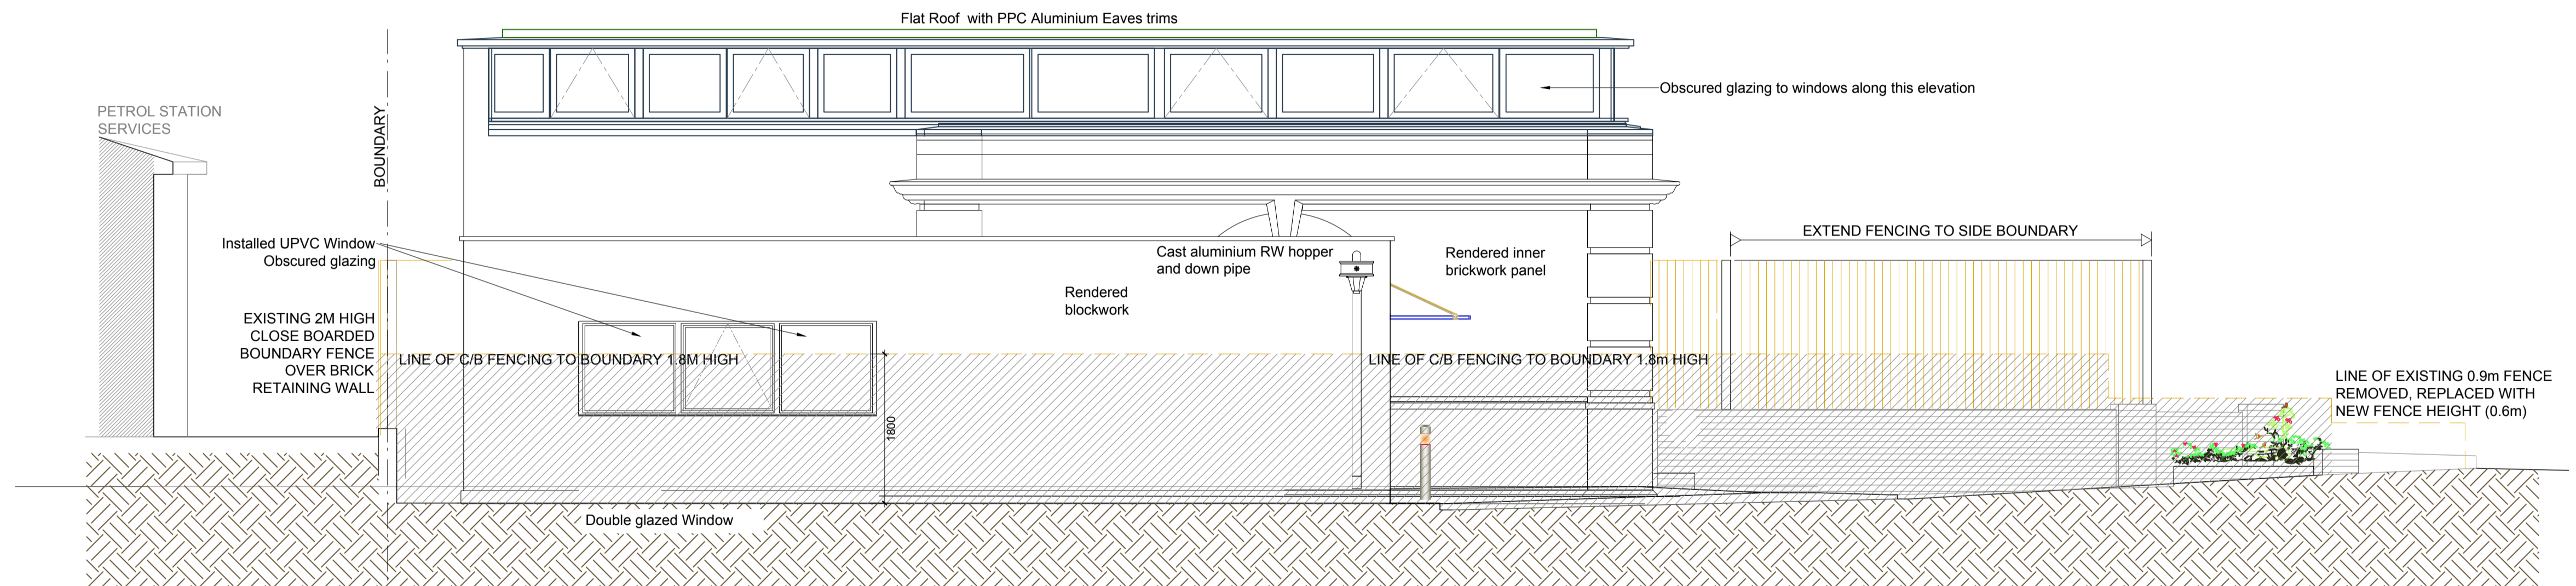 Flat Roof with PPC Aluminium Eaves trims
Obscured glazing to windows along this elevation
PETROL STATION
SERVICES
BOUNDARY
Installed UPVC Window
Obscured glazing
Cast aluminium RW hopper
and down pipe
Rendered inner
brickwork panel
EXTEND FENCING TO SIDE BOUNDARY
Rendered
blockwork
EXISTING 2M HIGH
CLOSE BOARDED
BOUNDARY FENCE
OVER BRICK
RETAINING WALL
LINE OF C/B FENCING TO BOUNDARY 1.8M HIGH
LINE OF C/B FENCING TO BOUNDARY 1.8m HIGH
LINE OF EXISTING 0.9m FENCE
REMOVED, REPLACED WITH
NEW FENCE HEIGHT (0.6m)
1800
Double glazed Window